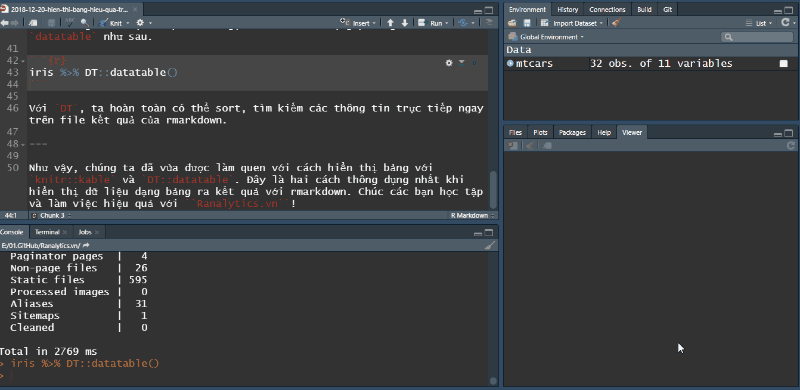 2018-12-20-hien-thi-bang-hieu-qua-tr...
Knit
Insert
Run
`datatable` như sau.
41
42 {r}
43 iris %>% DT::datatable()
44
45
46 Với `DT`, ta hoàn toàn có thể sort, tìm kiếm các thông tin trực tiếp ngay
trên file kết quả của rmarkdown.
47
48 ---
49
50 Như vậy, chúng ta đã vừa được làm quen với cách hiển thị bảng với
`knitr::kable` và `DT::datatable`. Đây là hai cách thông dụng nhất khi
hiển thị dữ liệu dạng bảng ra kết quả với rmarkdown. Chúc các bạn học tập
và làm việc hiệu quả với ``Ranalytics.vn``!
44:1 Chunk 3 R Markdown
Console Terminal Jobs
E:/01.GitHub/Ranalytics.vn/
Paginator pages | 4
Non-page files | 26
Static files | 595
Processed images | 0
Aliases | 31
Sitemaps | 1
Cleaned | 0
Total in 2769 ms
> iris %>% DT::datatable()
>
Environment History Connections Build Git
Import Dataset List
Global Environment
Data
mtcars 32 obs. of 11 variables
Files Plots Packages Help Viewer